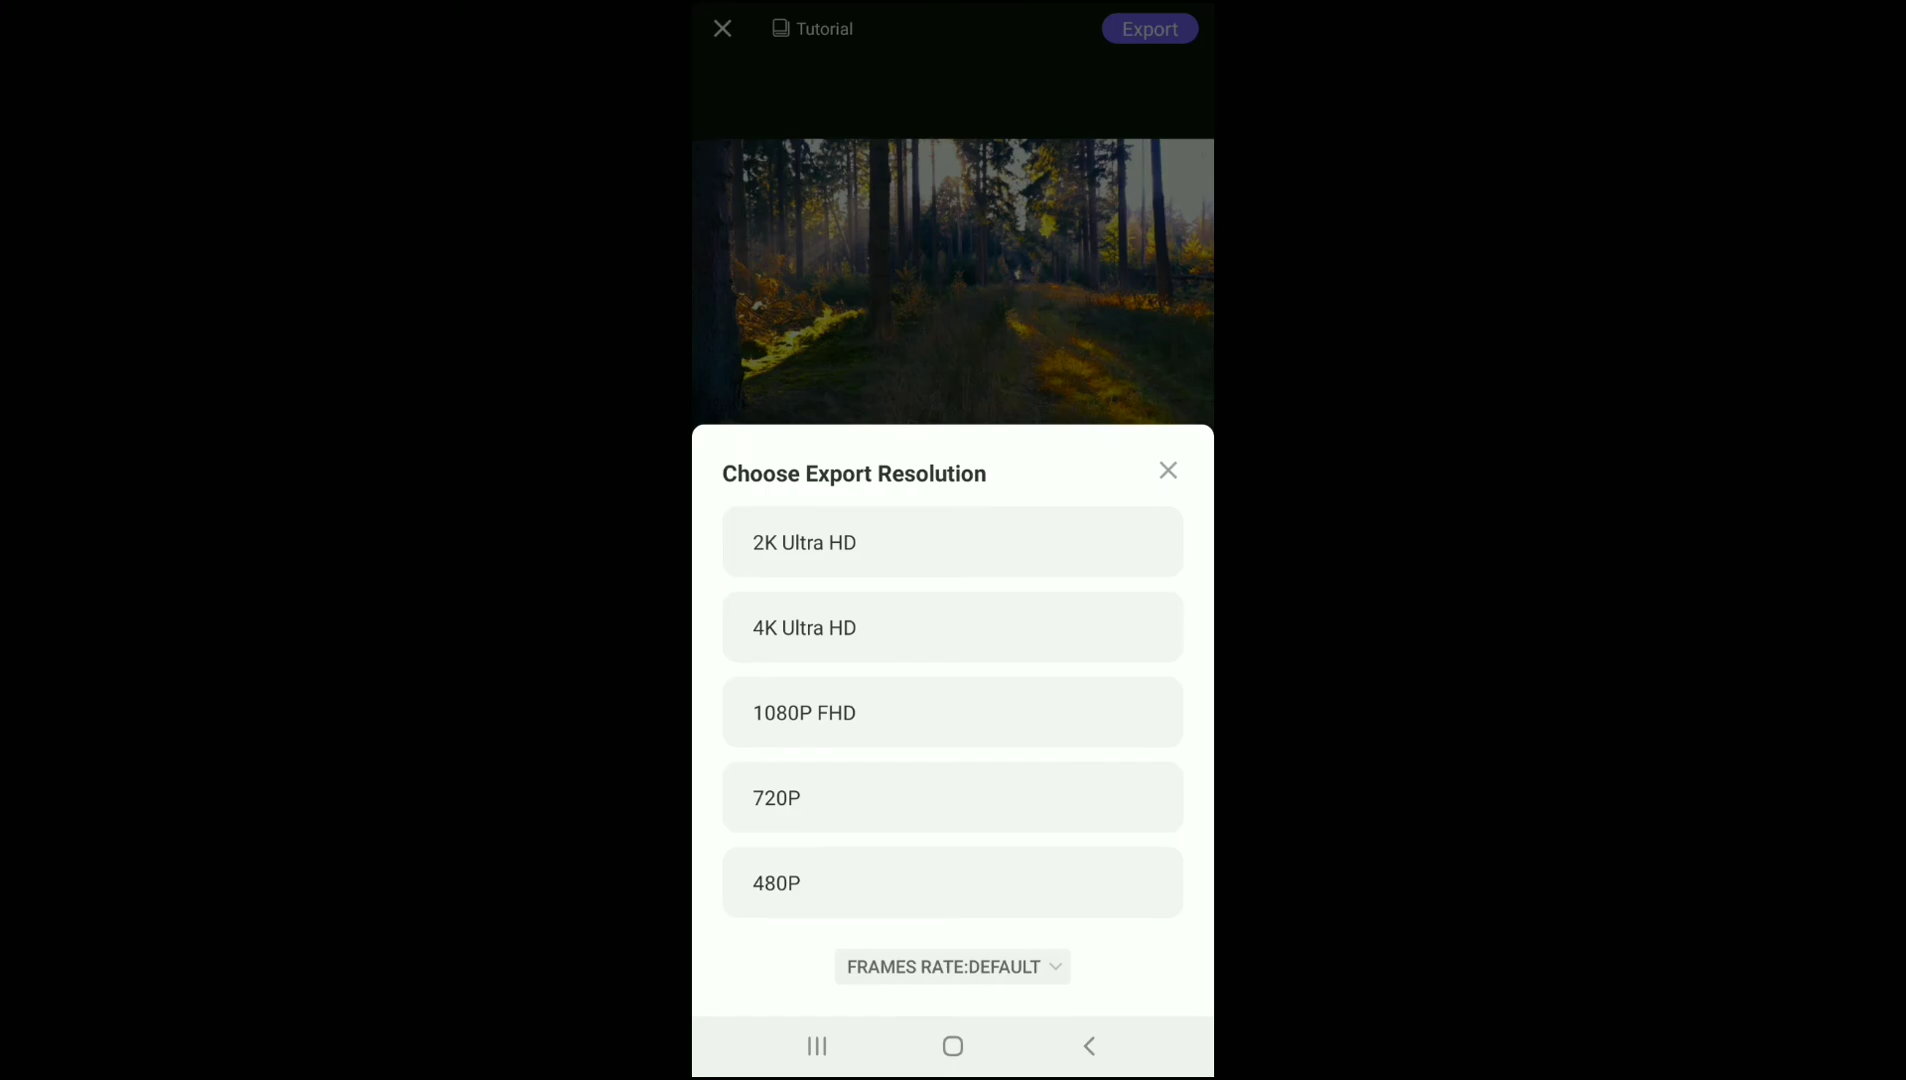 Tutorial
Export
Choose Export Resolution
2K Ultra HD
4K Ultra HD
1080P FHD
720P
480P
FRAMES RATE:DEFAULT